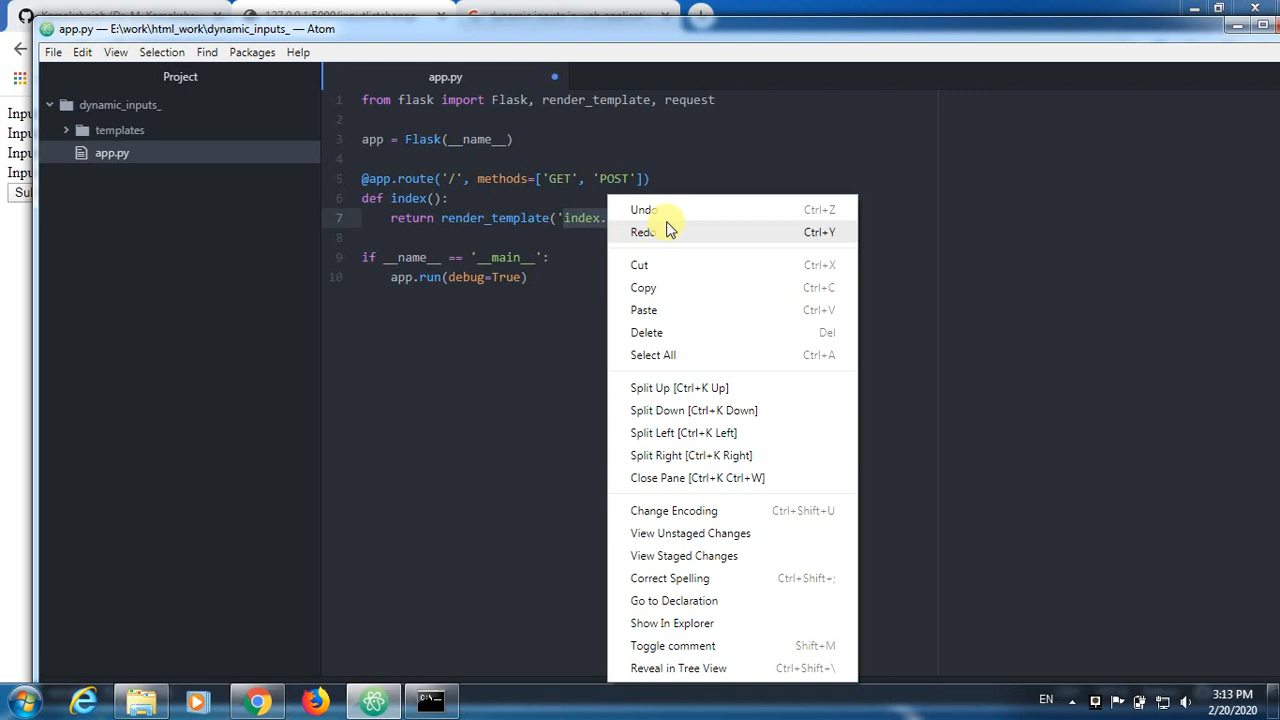 app.py — E:\work\html_work\dynamic_inputs_ — Atom
File Edit View Selection Find Packages Help
Project
app.py
dynamic_inputs_
templates
app.py
1 from flask import Flask, render_template, request
2
3 app = Flask(__name__)
4
5 @app.route('/', methods=['GET', 'POST'])
6 def index():
7 return render_template('index.
8
9 if __name__ == '__main__':
10 app.run(debug=True)
Undo Ctrl+Z
Redo Ctrl+Y
Cut Ctrl+X
Copy Ctrl+C
Paste Ctrl+V
Delete Del
Select All Ctrl+A
Split Up [Ctrl+K Up]
Split Down [Ctrl+K Down]
Split Left [Ctrl+K Left]
Split Right [Ctrl+K Right]
Close Pane [Ctrl+K Ctrl+W]
Change Encoding Ctrl+Shift+U
View Unstaged Changes
View Staged Changes
Correct Spelling Ctrl+Shift+;
Go to Declaration
Show In Explorer
Toggle comment Shift+M
Reveal in Tree View Ctrl+Shift+\
EN
3:13 PM
2/20/2020